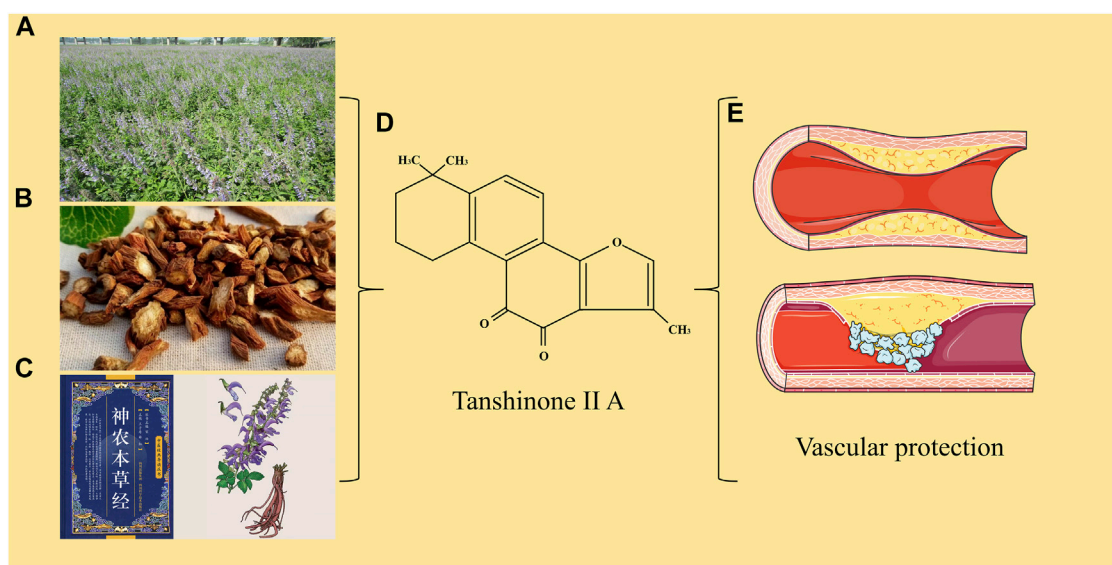 A
B
C
神农本草经
D
H₃C
CH₃
O
O
O
CH₃
Tanshinone II A
E
Vascular protection